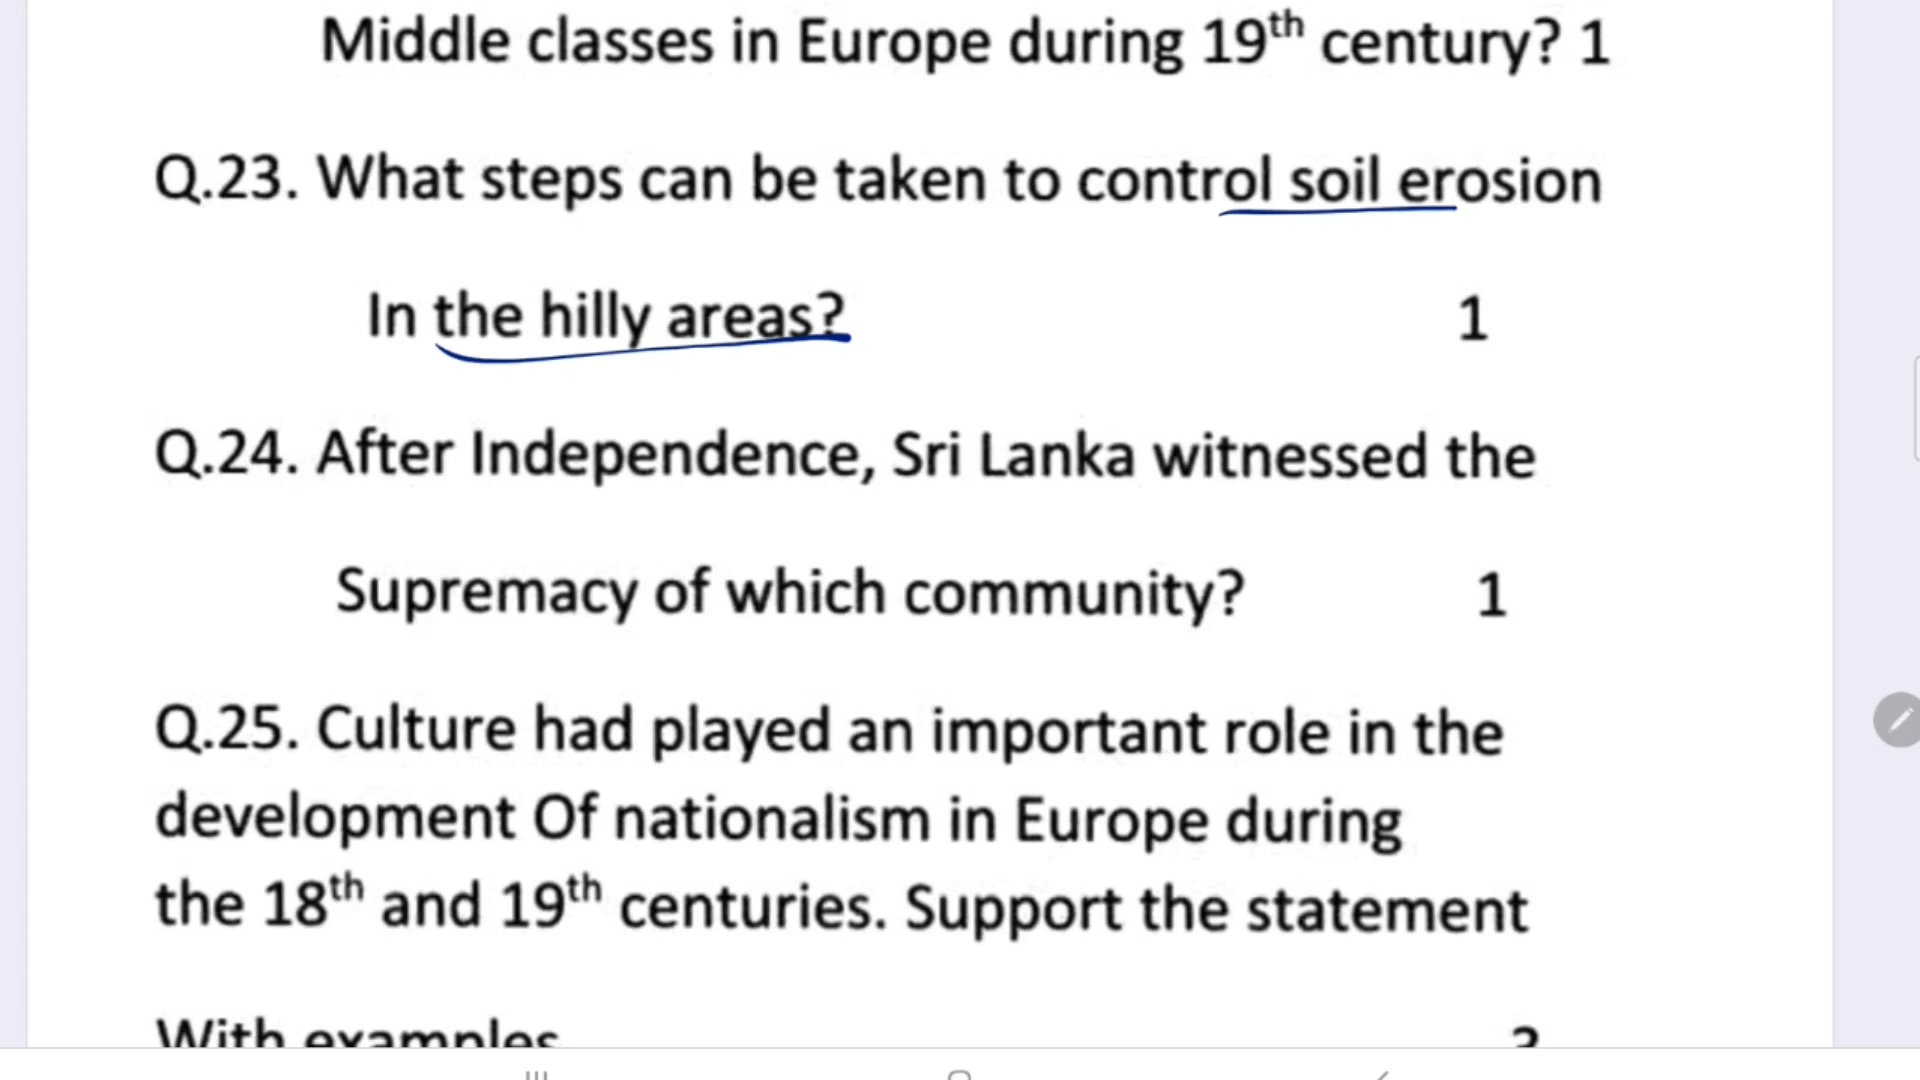 Middle classes in Europe during 19th century? 1
Q.23. What steps can be taken to control soil erosion
In the hilly areas? 1
Q.24. After Independence, Sri Lanka witnessed the
Supremacy of which community? 1
Q.25. Culture had played an important role in the
development Of nationalism in Europe during
the 18th and 19th centuries. Support the statement
With examples